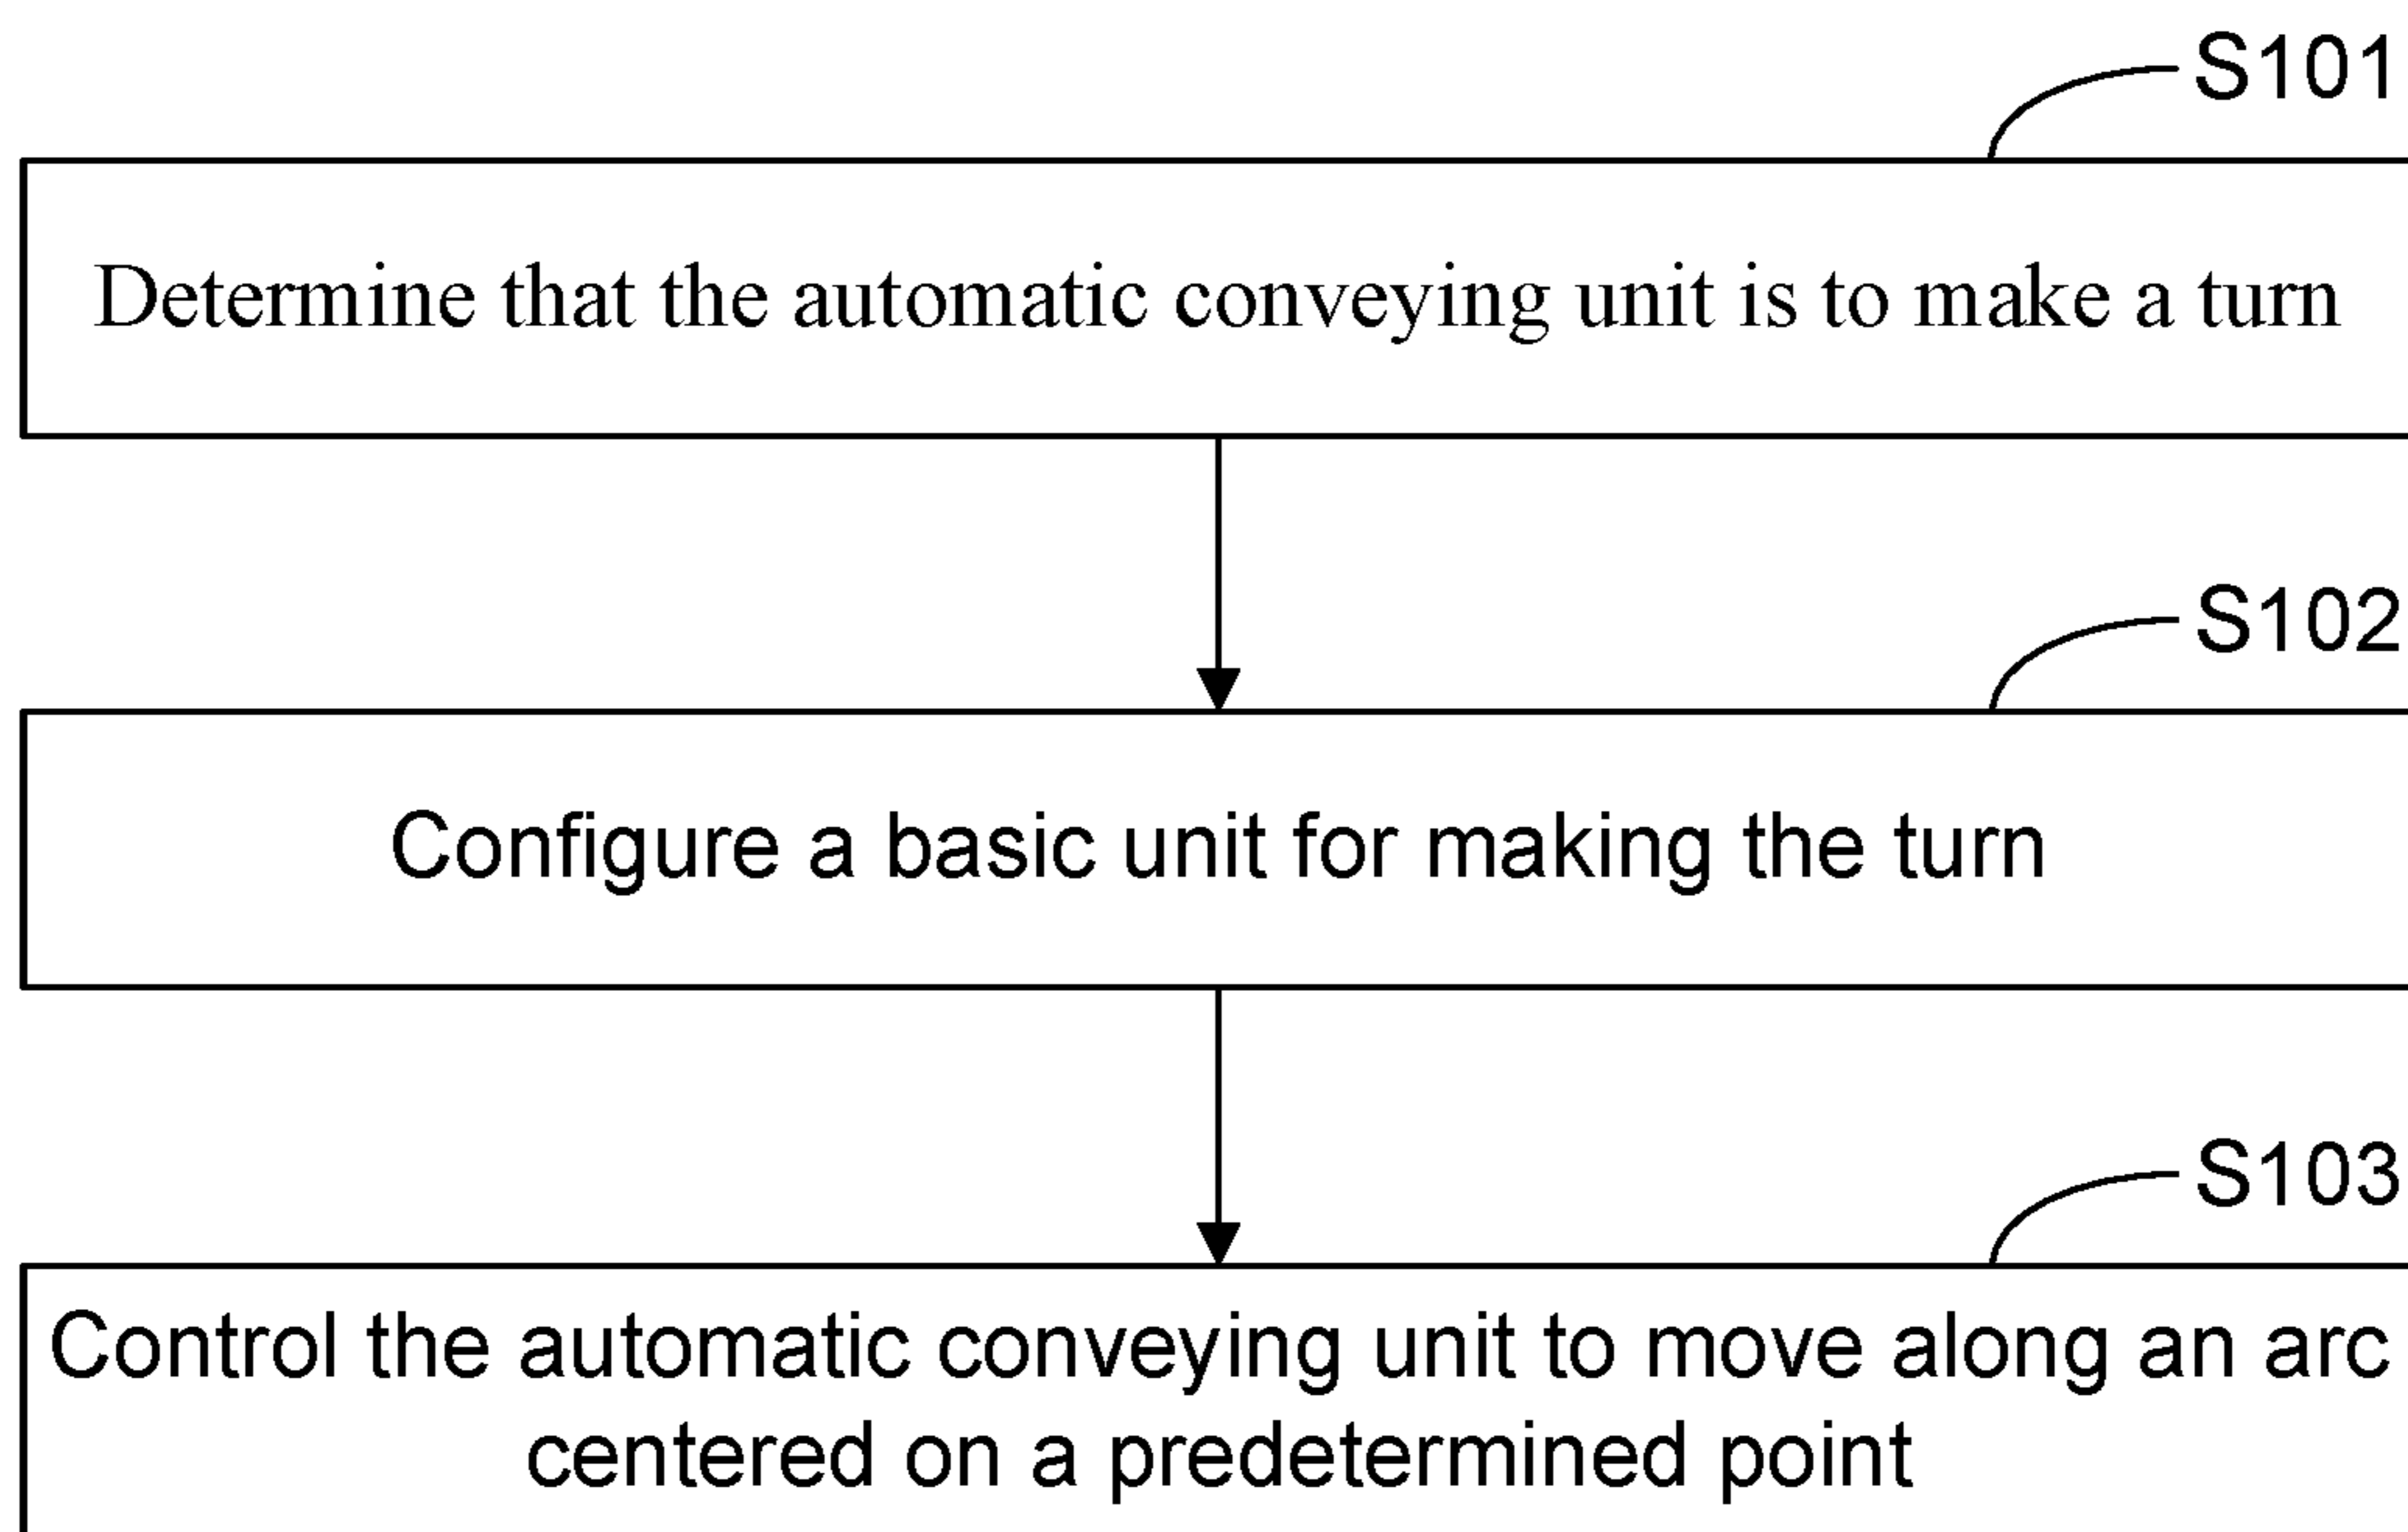 S101
Determine that the automatic conveying unit is to make a turn
S102
Configure a basic unit for making the turn
S103
Control the automatic conveying unit to move along an arc
centered on a predetermined point